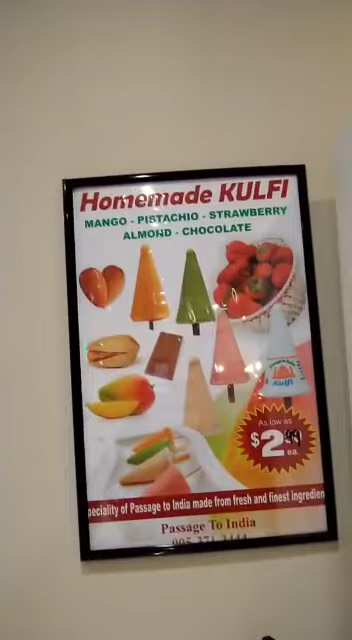 Homemade KULFI
MANGO - PISTACHIO - STRAWBERRY
ALMOND - CHOCOLATE
Kulfi
As low as
$2.99
ea.
peciality of Passage to India made from fresh and finest ingredien
Passage To India